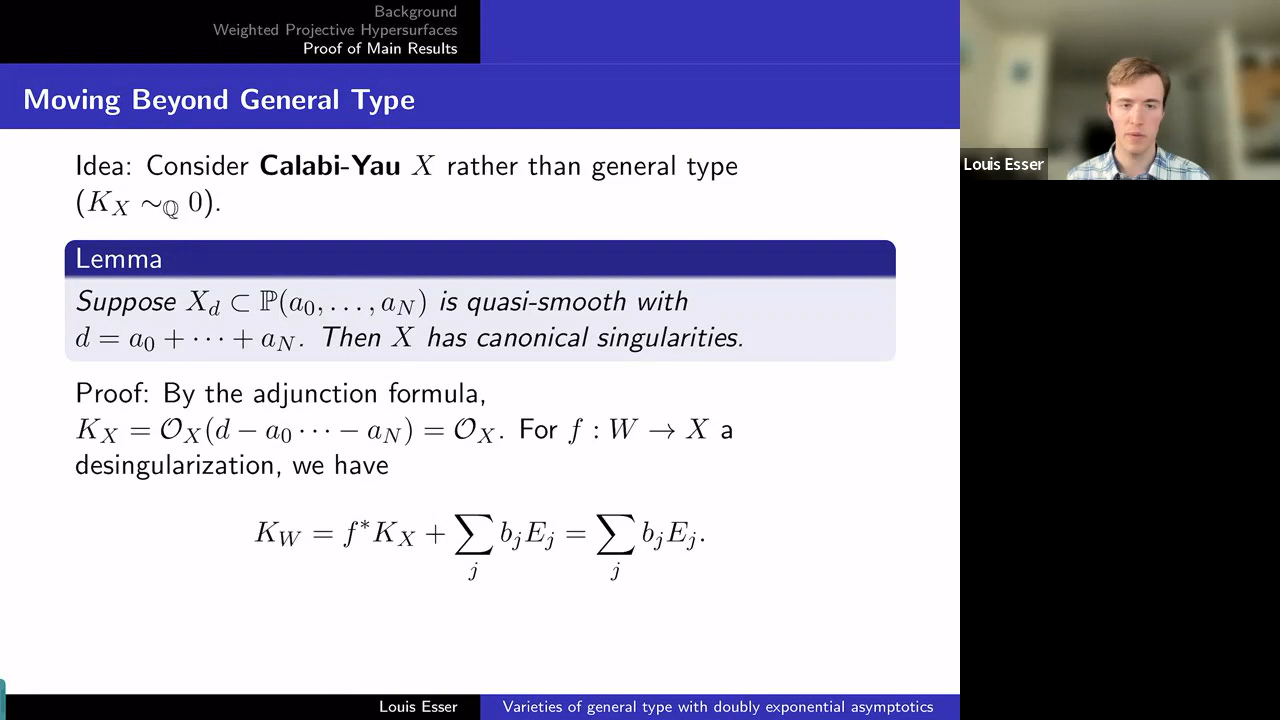 Background
Weighted Projective Hypersurfaces
Proof of Main Results
Moving Beyond General Type
Idea: Consider Calabi-Yau X rather than general type
(K_X ∼_ℚ 0).
Lemma
Suppose X_d ⊂ ℙ(a_0, . . . , a_N) is quasi-smooth with
d = a_0 + · · · + a_N. Then X has canonical singularities.
Proof: By the adjunction formula,
K_X = 𝒪_X(d − a_0 · · · − a_N) = 𝒪_X. For f : W → X a
desingularization, we have
K_W = f*K_X + ∑_j b_jE_j = ∑_j b_jE_j.
Louis Esser
Varieties of general type with doubly exponential asymptotics
Louis Esser